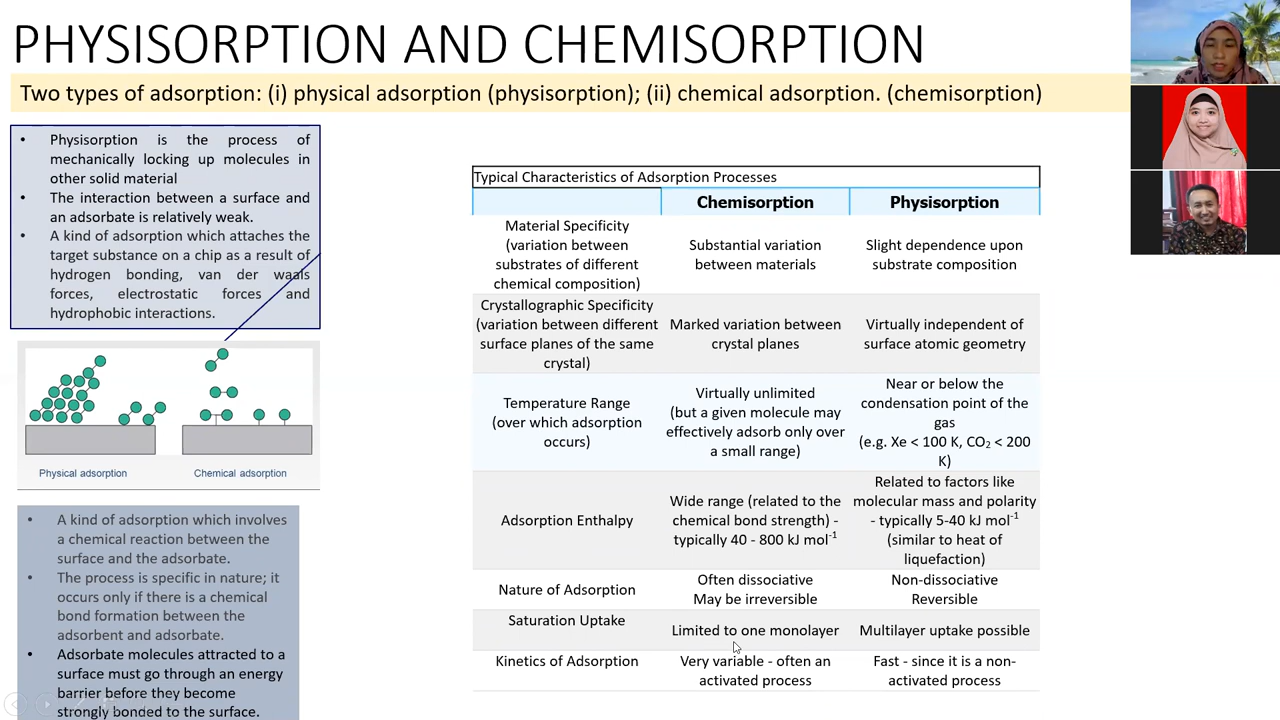 PHYSISORPTION AND CHEMISORPTION
Two types of adsorption: (i) physical adsorption (physisorption); (ii) chemical adsorption. (chemisorption)
• Physisorption is the process of
mechanically locking up molecules in
other solid material
• The interaction between a surface and
an adsorbate is relatively weak.
• A kind of adsorption which attaches the
target substance on a chip as a result of
hydrogen bonding, van der waals
forces, electrostatic forces and
hydrophobic interactions.
Physical adsorption
Chemical adsorption
• A kind of adsorption which involves
a chemical reaction between the
surface and the adsorbate.
• The process is specific in nature; it
occurs only if there is a chemical
bond formation between the
adsorbent and adsorbate.
• Adsorbate molecules attracted to a
surface must go through an energy
barrier before they become
strongly bonded to the surface.
Typical Characteristics of Adsorption Processes
Chemisorption
Physisorption
Material Specificity
(variation between
substrates of different
chemical composition)
Substantial variation
between materials
Slight dependence upon
substrate composition
Crystallographic Specificity
(variation between different
surface planes of the same
crystal)
Marked variation between
crystal planes
Virtually independent of
surface atomic geometry
Temperature Range
(over which adsorption
occurs)
Virtually unlimited
(but a given molecule may
effectively adsorb only over
a small range)
Near or below the
condensation point of the
gas
(e.g. Xe < 100 K, CO₂ < 200
K)
Adsorption Enthalpy
Wide range (related to the
chemical bond strength) -
typically 40 - 800 kJ mol⁻¹
Related to factors like
molecular mass and polarity
- typically 5-40 kJ mol⁻¹
(similar to heat of
liquefaction)
Nature of Adsorption
Often dissociative
May be irreversible
Non-dissociative
Reversible
Saturation Uptake
Limited to one monolayer
Multilayer uptake possible
Kinetics of Adsorption
Very variable - often an
activated process
Fast - since it is a non-
activated process